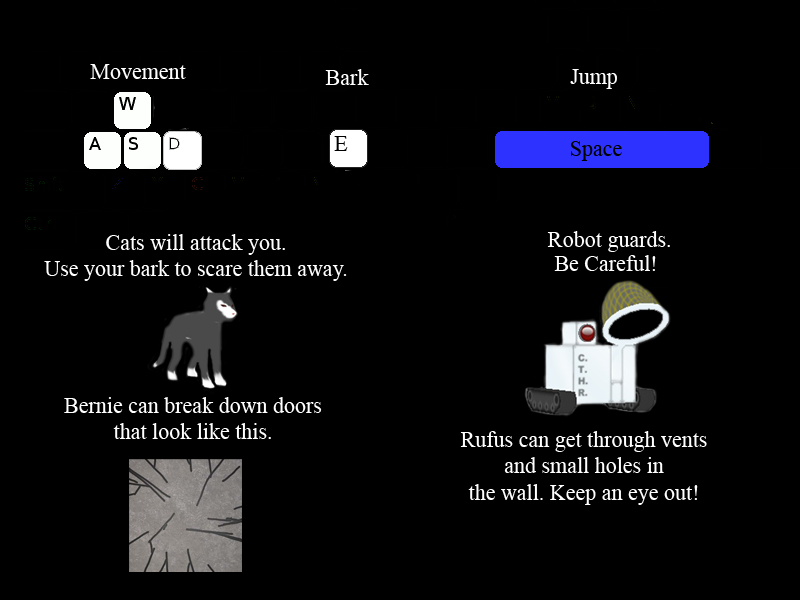 Movement
Bark
Jump
W
A S D
E
Space
Cats will attack you.
Use your bark to scare them away.
Robot guards.
Be Careful!
C.
T.
H.
R.
Bernie can break down doors
that look like this.
Rufus can get through vents
and small holes in
the wall. Keep an eye out!